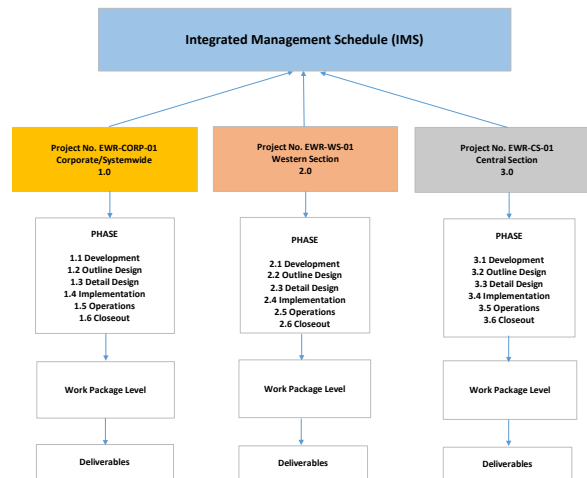 Integrated Management Schedule (IMS)
Project No. EWR-CORP-01
Corporate/Systemwide
1.0
Project No. EWR-WS-01
Western Section
2.0
Project No. EWR-CS-01
Central Section
3.0
PHASE
1.1 Development
1.2 Outline Design
1.3 Detail Design
1.4 Implementation
1.5 Operations
1.6 Closeout
PHASE
2.1 Development
2.2 Outline Design
2.3 Detail Design
2.4 Implementation
2.5 Operations
2.6 Closeout
PHASE
3.1 Development
3.2 Outline Design
3.3 Detail Design
3.4 Implementation
3.5 Operations
3.6 Closeout
Work Package Level
Work Package Level
Work Package Level
Deliverables
Deliverables
Deliverables